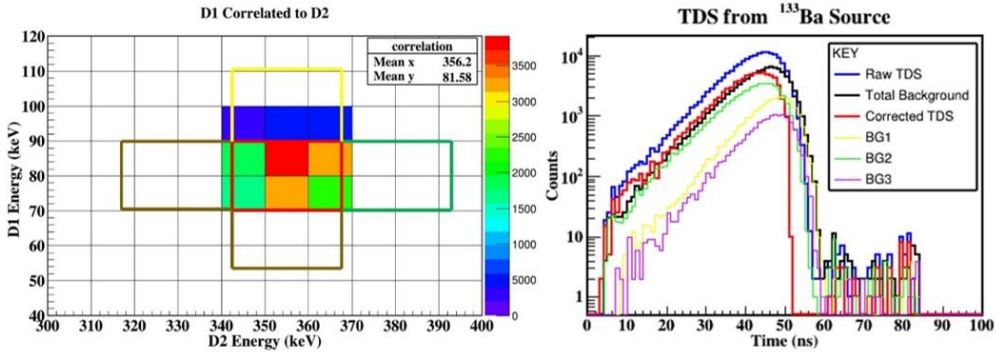 D1 Correlated to D2
D1 Energy (keV)
120
110
100
90
80
70
60
50
40
300 310 320 330 340 350 360 370 380 390 400
D2 Energy (keV)
correlation
Mean x 356.2
Mean y 81.58
3500
3000
2500
2000
1500
1000
500
0
TDS from ¹³³Ba Source
Counts
10⁴
10³
10²
10
1
0 10 20 30 40 50 60 70 80 90 100
Time (ns)
KEY
Raw TDS
Total Background
Corrected TDS
BG1
BG2
BG3